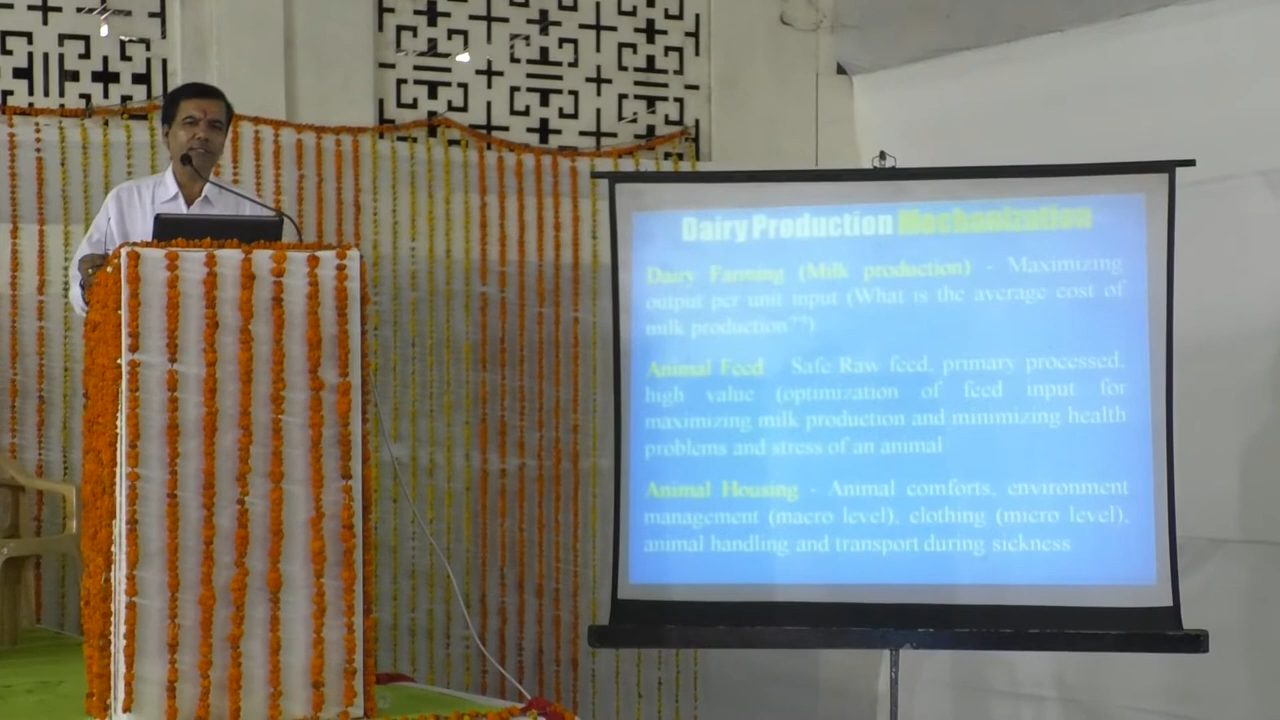 Dairy Production Mechanization
Dairy Farming (Milk production) - Maximizing
output per unit input (What is the average cost of
milk production??)
Animal Feed - Safe Raw feed, primary processed,
high value (optimization of feed input for
maximizing milk production and minimizing health
problems and stress of an animal
Animal Housing - Animal comforts, environment
management (macro level), clothing (micro level),
animal handling and transport during sickness